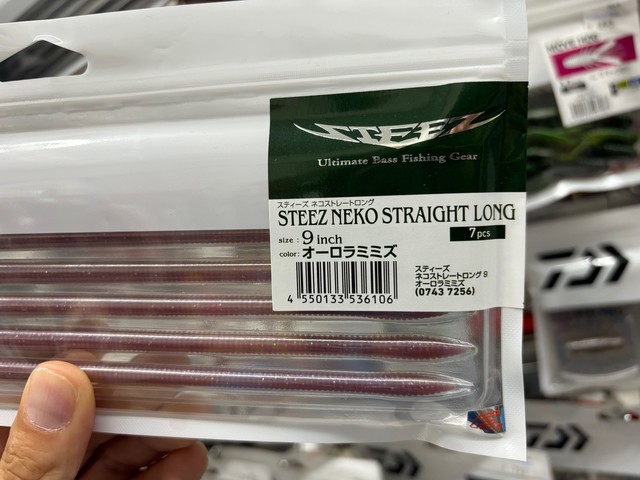 STEEZ
Ultimate Bass Fishing Gear
スティーズ ネコストレートロング
STEEZ NEKO STRAIGHT LONG
size : 9 inch
7 pcs
color: オーロラミミズ
4 550133 536106
スティーズ
ネコストレートロング 9
オーロラミミズ
(0743 7256)